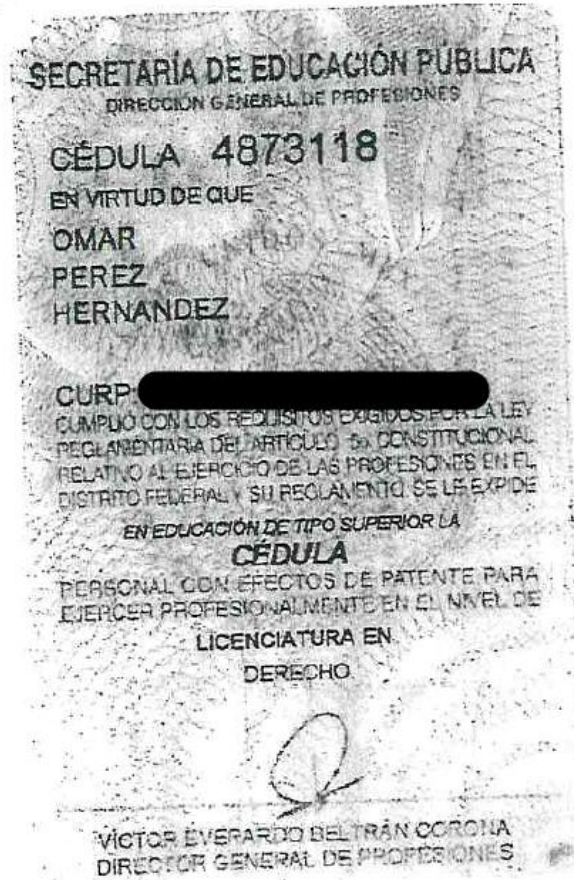 SECRETARÍA DE EDUCACIÓN PÚBLICA
DIRECCIÓN GENERAL DE PROFESIONES
CÉDULA 4873118
EN VIRTUD DE QUE
OMAR
PEREZ
HERNANDEZ
CURP
CUMPLIO CON LOS REQUISITOS EXIGIDOS POR LA LEY
REGLAMENTARIA DEL ARTÍCULO 5o. CONSTITUCIONAL
RELATIVO AL EJERCICIO DE LAS PROFESIONES EN EL
DISTRITO FEDERAL Y SU REGLAMENTO SE LE EXPIDE
EN EDUCACIÓN DE TIPO SUPERIOR LA
CÉDULA
PERSONAL CON EFECTOS DE PATENTE PARA
EJERCER PROFESIONALMENTE EN EL NIVEL DE
LICENCIATURA EN
DERECHO
VÍCTOR EVERARDO BELTRÁN CORONA
DIRECTOR GENERAL DE PROFESIONES